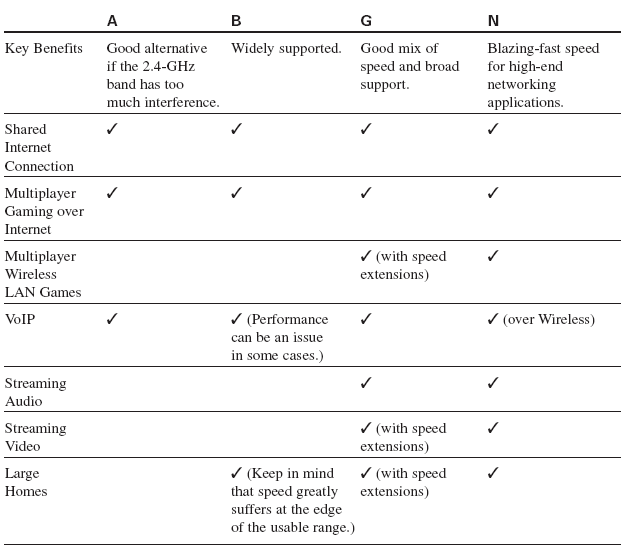 A B G N
Key Benefits Good alternative Widely supported. Good mix of Blazing-fast speed
if the 2.4-GHz speed and broad for high-end
band has too support. networking
much interference. applications.
Shared ✓ ✓ ✓ ✓
Internet
Connection
Multiplayer ✓ ✓ ✓ ✓
Gaming over
Internet
Multiplayer ✓ (with speed ✓
Wireless extensions)
LAN Games
VoIP ✓ ✓ (Performance ✓ ✓ (over Wireless)
can be an issue
in some cases.)
Streaming ✓ ✓
Audio
Streaming ✓ (with speed ✓
Video extensions)
Large ✓ (Keep in mind ✓ (with speed ✓
Homes that speed greatly extensions)
suffers at the edge
of the usable range.)